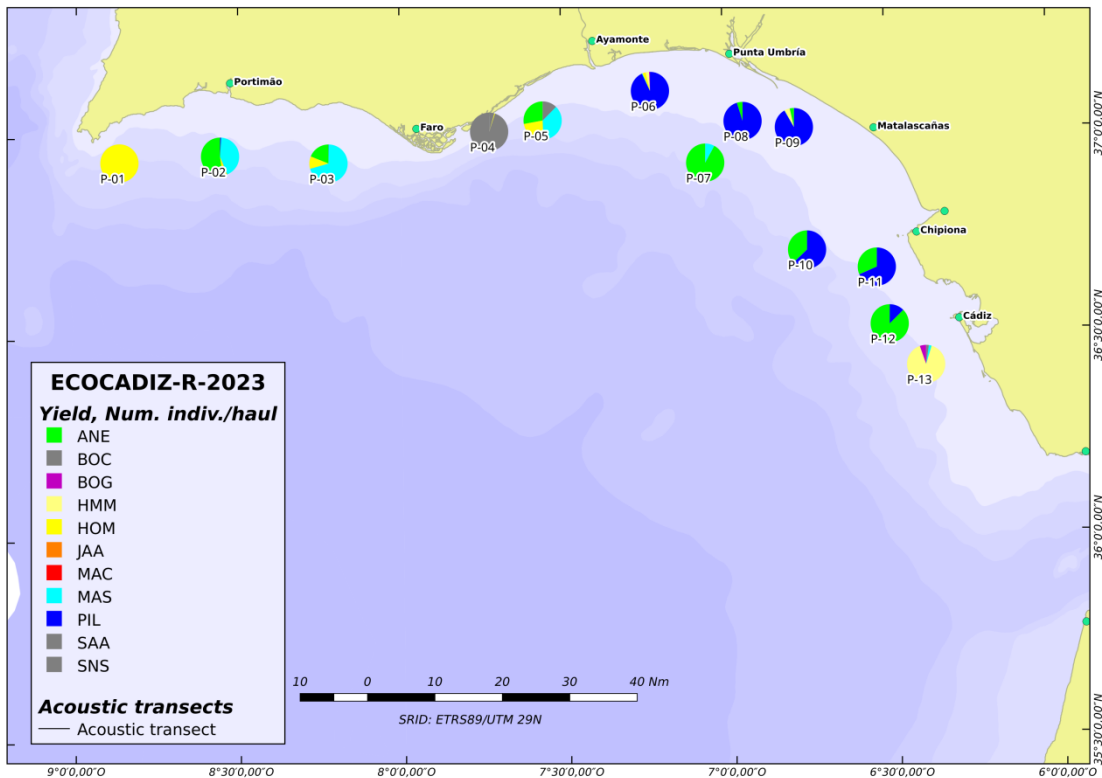 Ayamonte
Punta Umbría
Portimão
P-06
Faro
P-04
P-05
P-08
P-09
Matalascañas
37°0'0,00"N
P-01
P-02
P-03
P-07
Chipiona
P-10
P-11
Cádiz
36°30'0,00"N
P-12
P-13
ECOCADIZ-R-2023
Yield, Num. indiv./haul
ANE
BOC
BOG
HMM
HOM
JAA
MAC
MAS
PIL
SAA
SNS
Acoustic transects
Acoustic transect
36°0'0,00"N
10 0 10 20 30 40 Nm
SRID: ETRS89/UTM 29N
35°30'0,00"N
9°0'0,00"O 8°30'0,00"O 8°0'0,00"O 7°30'0,00"O 7°0'0,00"O 6°30'0,00"O 6°0'0,00"O